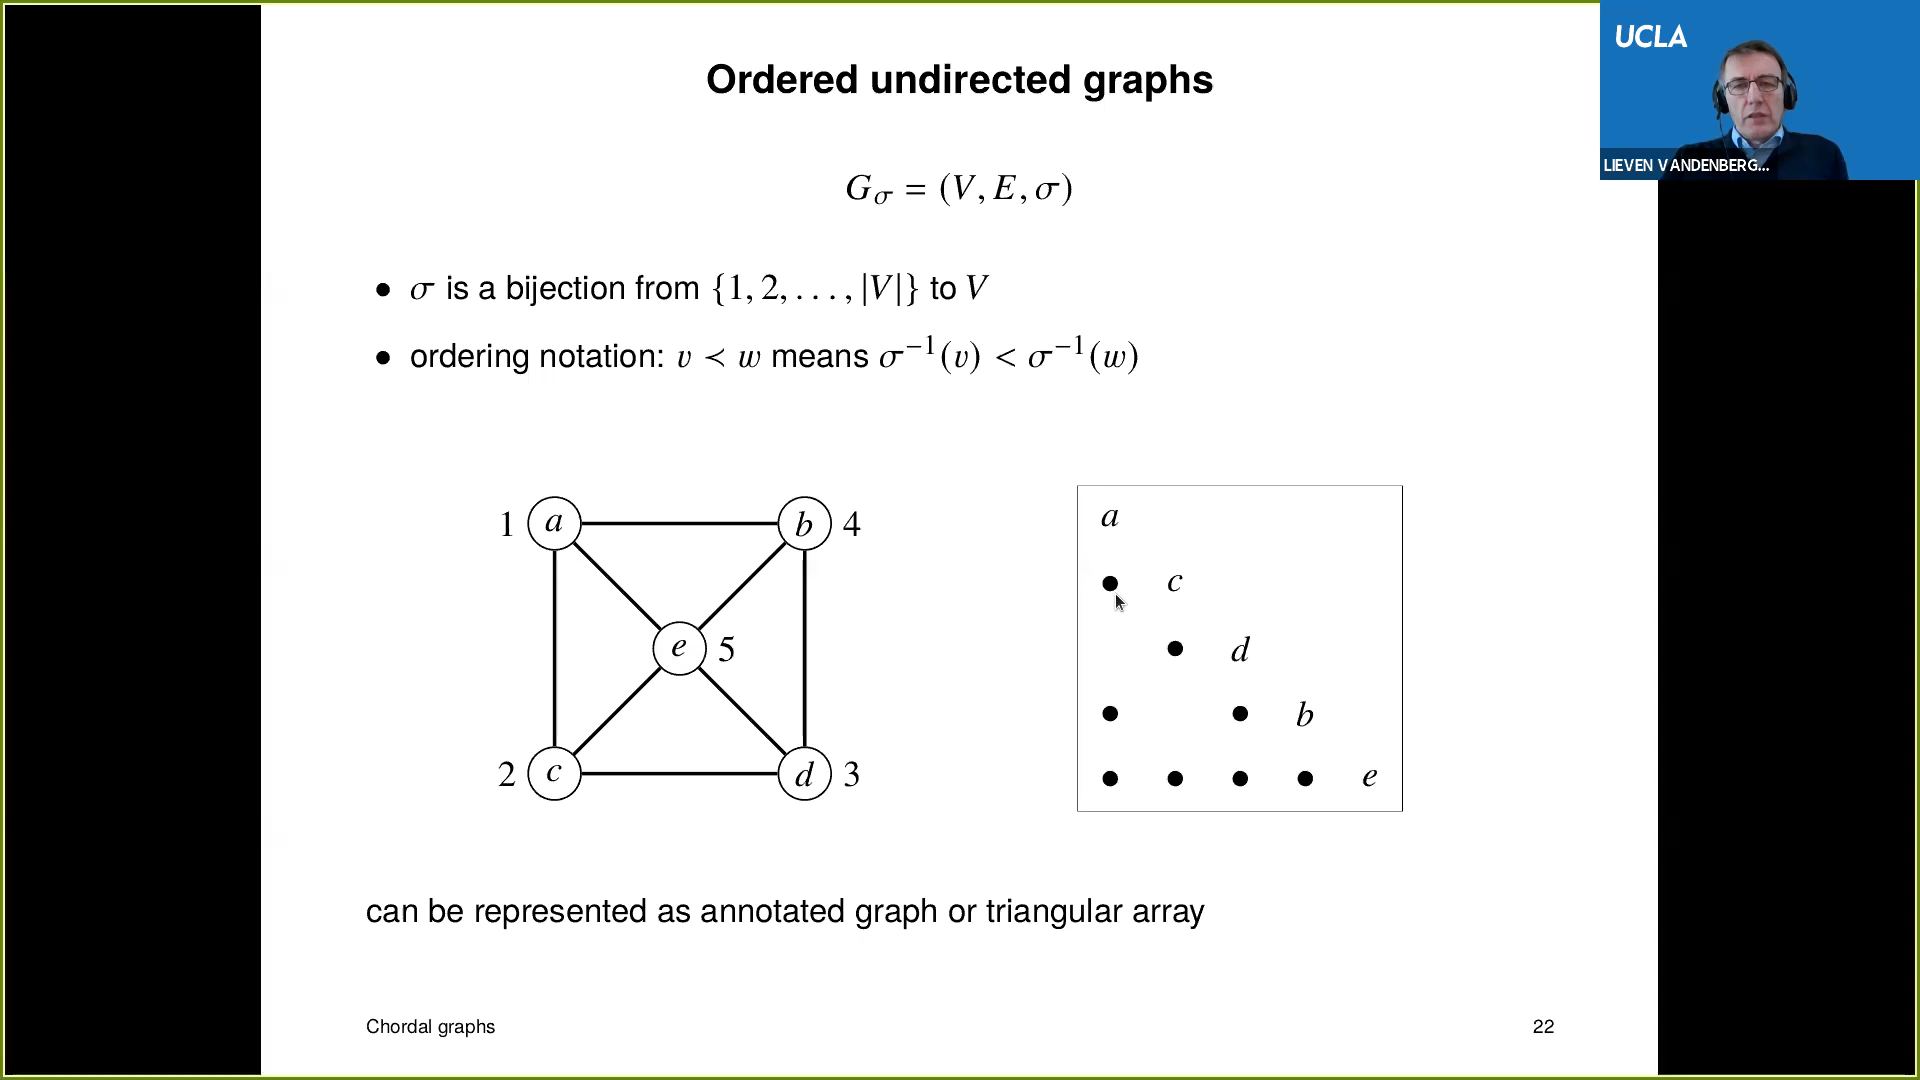 Ordered undirected graphs
UCLA
LIEVEN VANDENBERG...
G_σ = (V, E, σ)
● σ is a bijection from {1, 2, . . . , |V|} to V
● ordering notation: v ≺ w means σ⁻¹(v) < σ⁻¹(w)
1 a b 4
e 5
2 c d 3
a
● c
● d
● ● b
● ● ● ● e
can be represented as annotated graph or triangular array
Chordal graphs
22